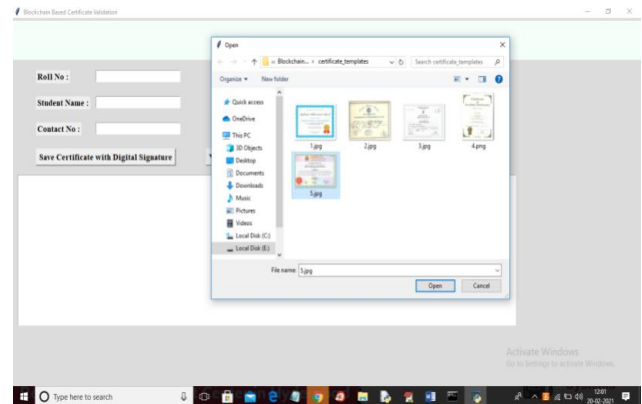 Blockchain Based Certificate Validation
Open
« Blockchain... › certificate_templates
Search certificate_templates
Organize
New folder
Quick access
OneDrive
This PC
3D Objects
Desktop
Documents
Downloads
Music
Pictures
Videos
Local Disk (C:)
Local Disk (E:)
1.jpg
2.jpg
3.jpg
4.png
5.jpg
File name: 5.jpg
Open
Cancel
Roll No :
Student Name :
Contact No :
Save Certificate with Digital Signature
Activate Windows
Go to Settings to activate Windows.
Type here to search
12:01
20-02-2021